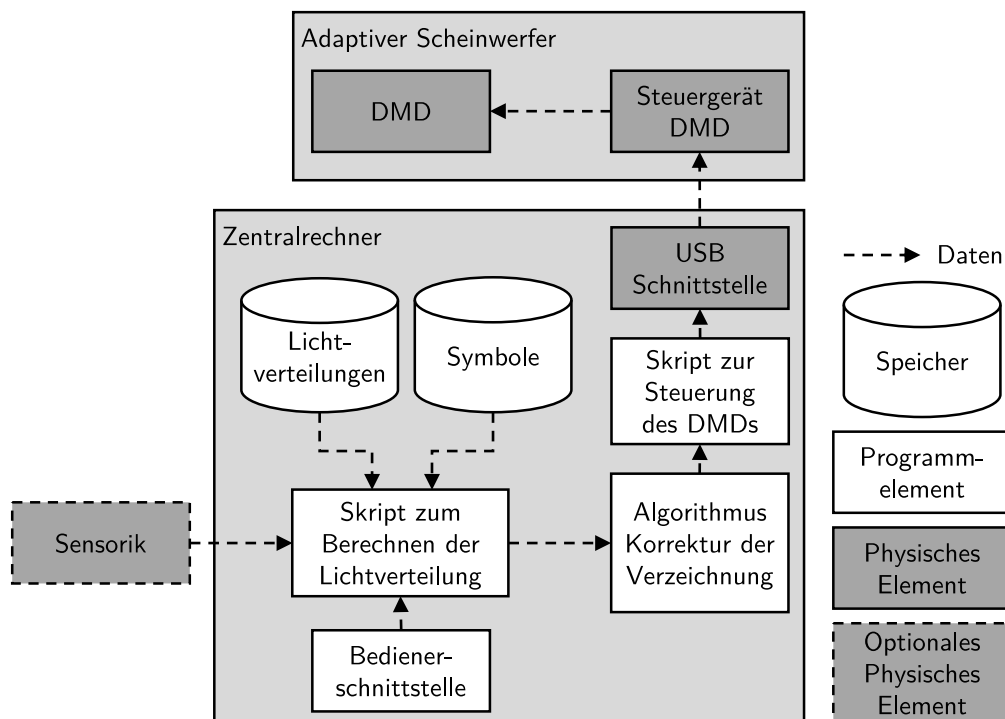 Adaptiver Scheinwerfer
DMD
Steuergerät
DMD
Zentralrechner
USB
Schnittstelle
Licht-
verteilungen
Symbole
Skript zur
Steuerung
des DMDs
Sensorik
Skript zum
Berechnen der
Lichtverteilung
Algorithmus
Korrektur der
Verzeichnung
Bediener-
schnittstelle
Daten
Speicher
Programm-
element
Physisches
Element
Optionales
Physisches
Element